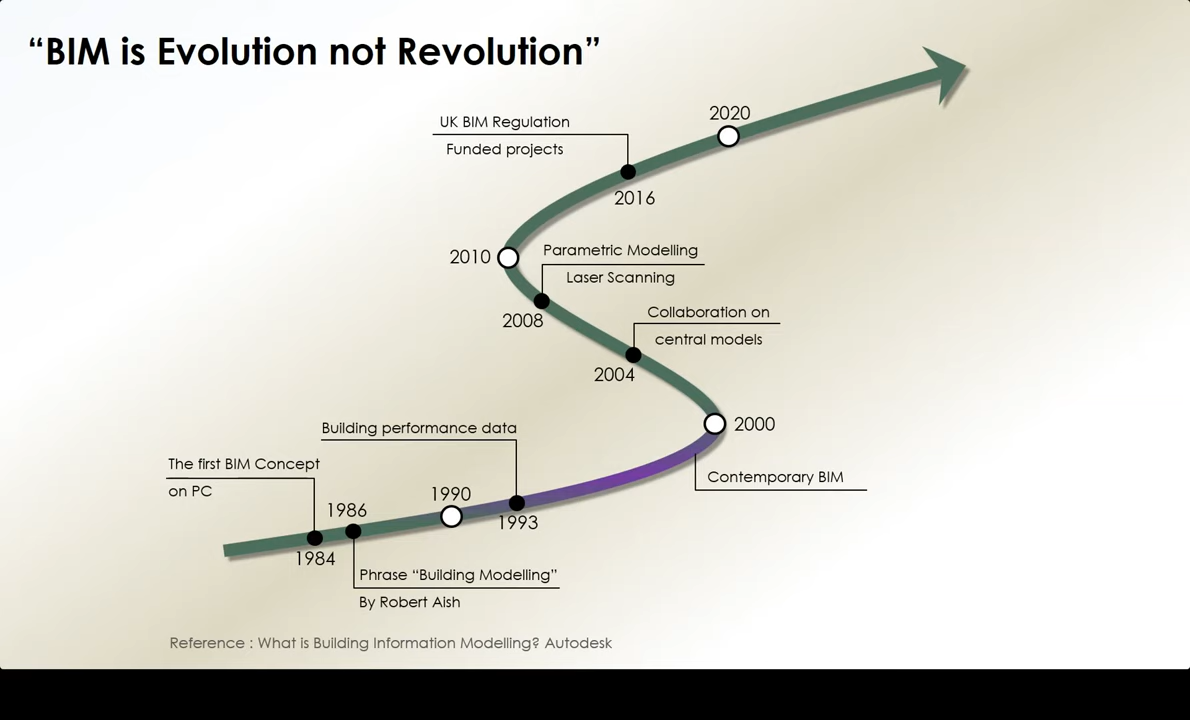 “BIM is Evolution not Revolution”
2020
UK BIM Regulation
Funded projects
2016
2010
Parametric Modelling
Laser Scanning
2008
Collaboration on
central models
2004
2000
Building performance data
Contemporary BIM
The first BIM Concept
on PC
1986
1990
1993
1984
Phrase “Building Modelling”
By Robert Aish
Reference : What is Building Information Modelling? Autodesk